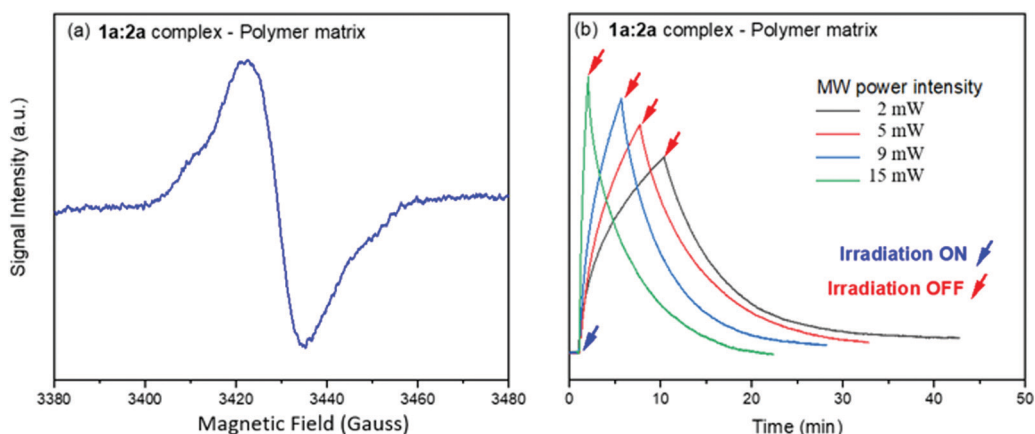 (a) 1a:2a complex - Polymer matrix
Signal Intensity (a.u.)
3380 3400 3420 3440 3460 3480
Magnetic Field (Gauss)
(b) 1a:2a complex - Polymer matrix
MW power intensity
2 mW
5 mW
9 mW
15 mW
Irradiation ON
Irradiation OFF
0 10 20 30 40 50
Time (min)